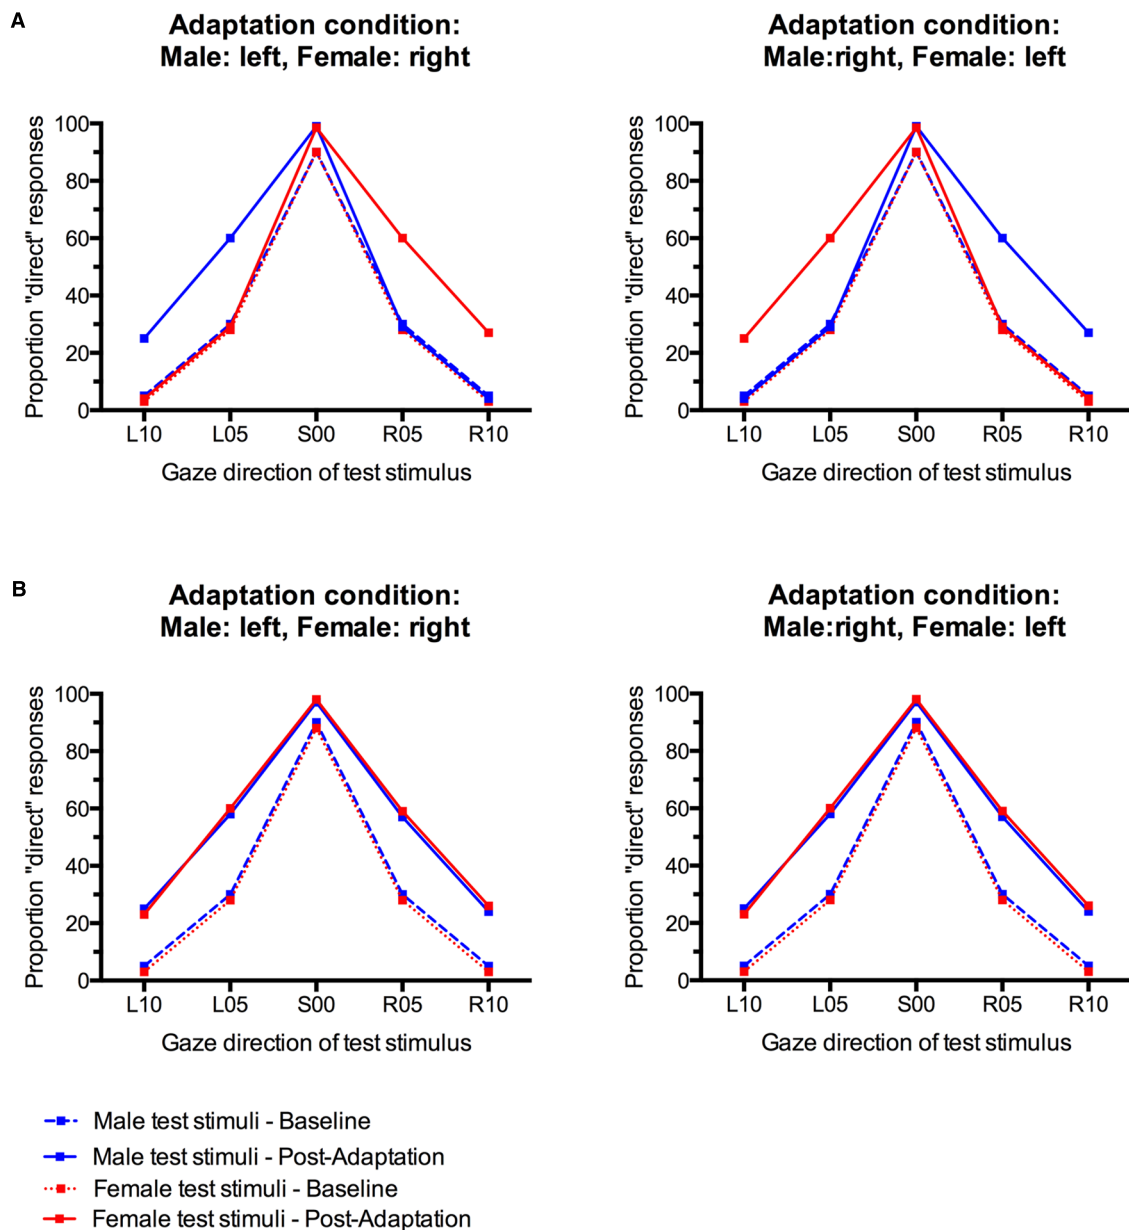 A
Adaptation condition:
Male: left, Female: right
Proportion "direct" responses
100
80
60
40
20
0
L10 L05 S00 R05 R10
Gaze direction of test stimulus
Adaptation condition:
Male:right, Female: left
Proportion "direct" responses
100
80
60
40
20
0
L10 L05 S00 R05 R10
Gaze direction of test stimulus
B
Adaptation condition:
Male: left, Female: right
Proportion "direct" responses
100
80
60
40
20
0
L10 L05 S00 R05 R10
Gaze direction of test stimulus
Adaptation condition:
Male:right, Female: left
Proportion "direct" responses
100
80
60
40
20
0
L10 L05 S00 R05 R10
Gaze direction of test stimulus
Male test stimuli - Baseline
Male test stimuli - Post-Adaptation
Female test stimuli - Baseline
Female test stimuli - Post-Adaptation